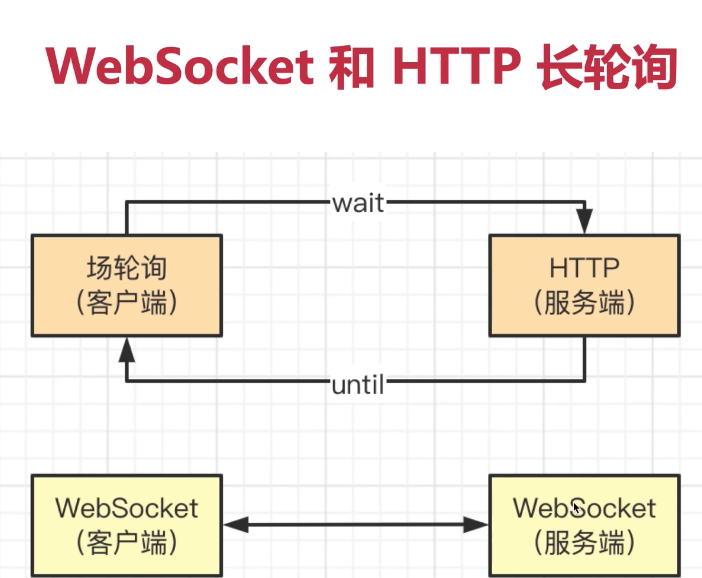 WebSocket 和 HTTP 长轮询
wait
场轮询
（客户端）
HTTP
（服务端）
until
WebSocket
（客户端）
WebSocket
（服务端）